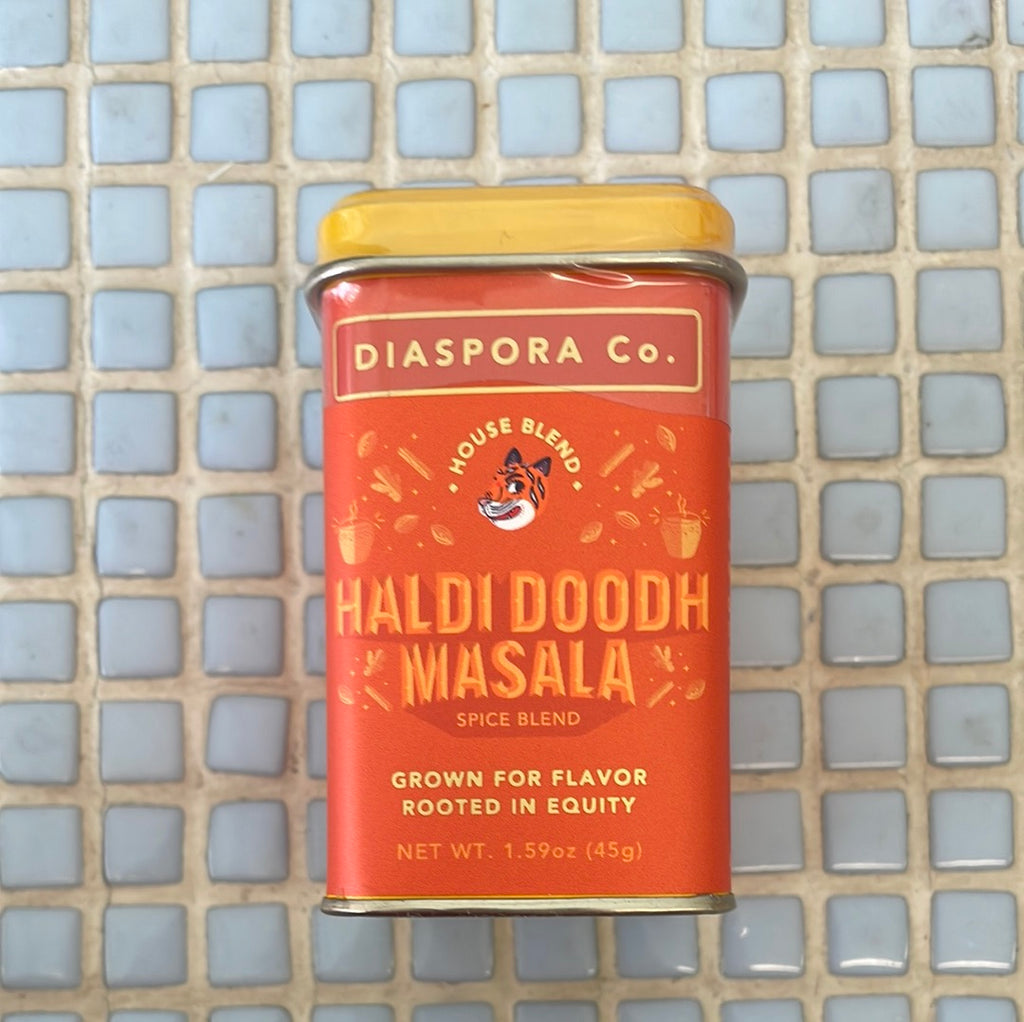 DIASPORA Co.
HOUSE BLEND
HALDI DOODH
MASALA
SPICE BLEND
GROWN FOR FLAVOR
ROOTED IN EQUITY
NET WT. 1.59oz (45g)